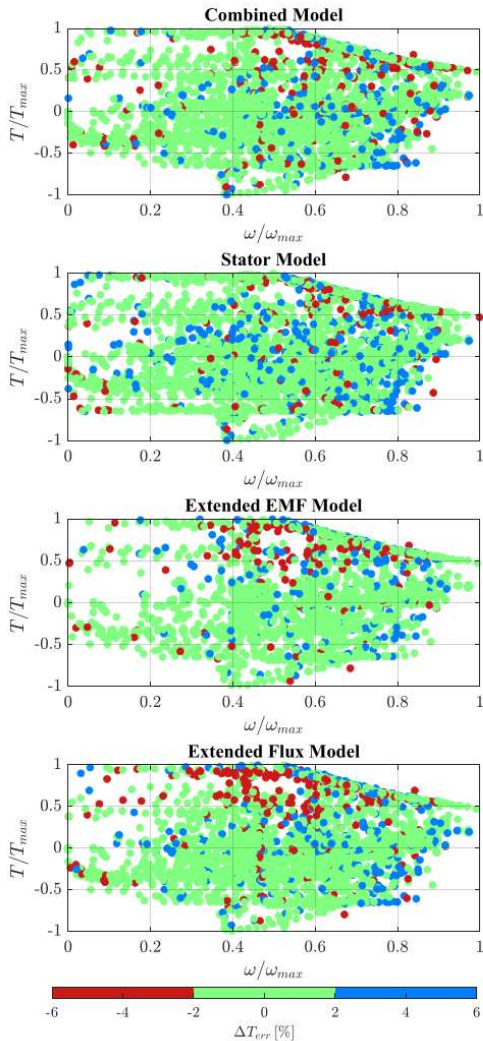 Combined Model
1
0.5
0
-0.5
-1
T/T_max
0 0.2 0.4 0.6 0.8 1
ω/ω_max
Stator Model
1
0.5
0
-0.5
-1
T/T_max
0 0.2 0.4 0.6 0.8 1
ω/ω_max
Extended EMF Model
1
0.5
0
-0.5
-1
T/T_max
0 0.2 0.4 0.6 0.8 1
ω/ω_max
Extended Flux Model
1
0.5
0
-0.5
-1
T/T_max
0 0.2 0.4 0.6 0.8 1
ω/ω_max
-6 -4 -2 0 2 4 6
ΔT_err [%]